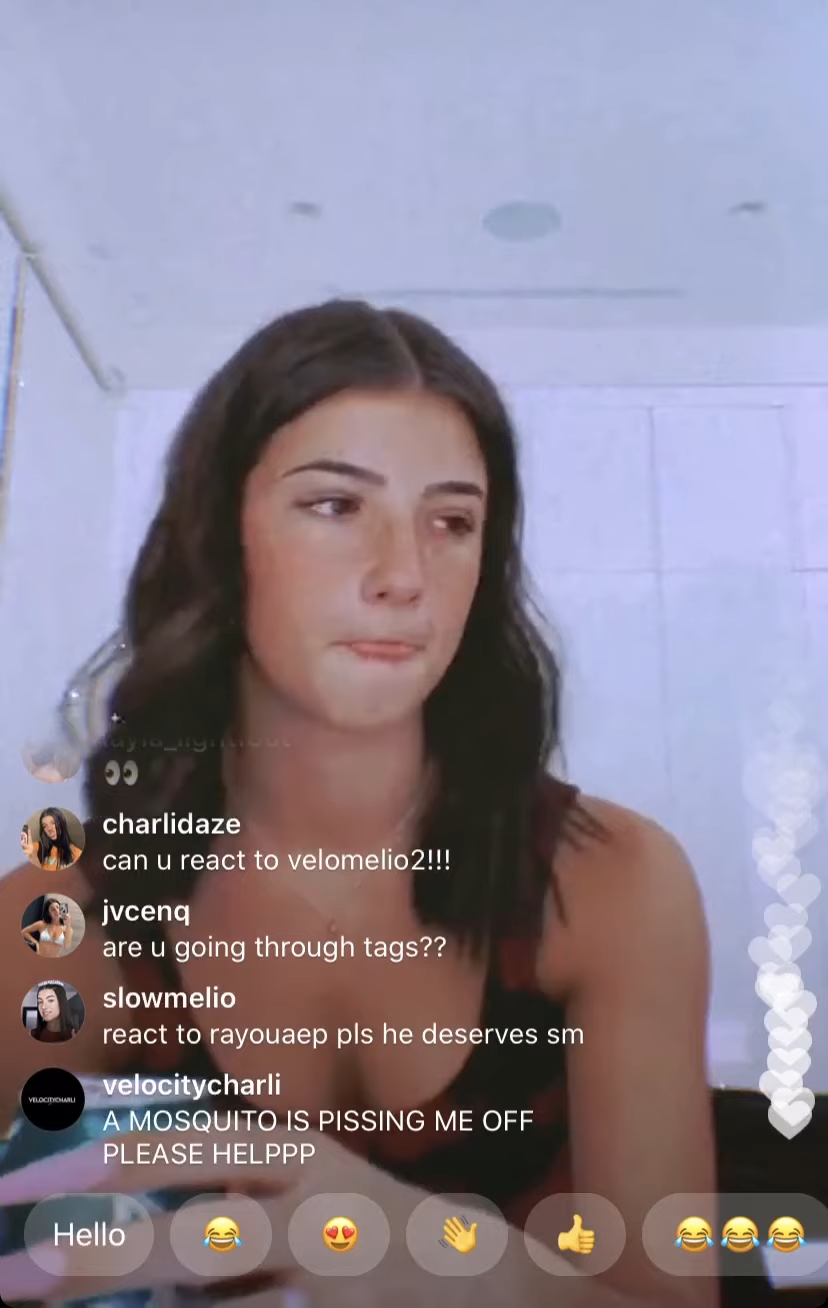 👀
charlidaze
can u react to velomelio2!!!
jvcenq
are u going through tags??
slowmelio
react to rayouaep pls he deserves sm
VELOCITYCHARLI
velocitycharli
A MOSQUITO IS PISSING ME OFF
PLEASE HELPPP
Hello 😂 😍 👋 👍 😂😂😂